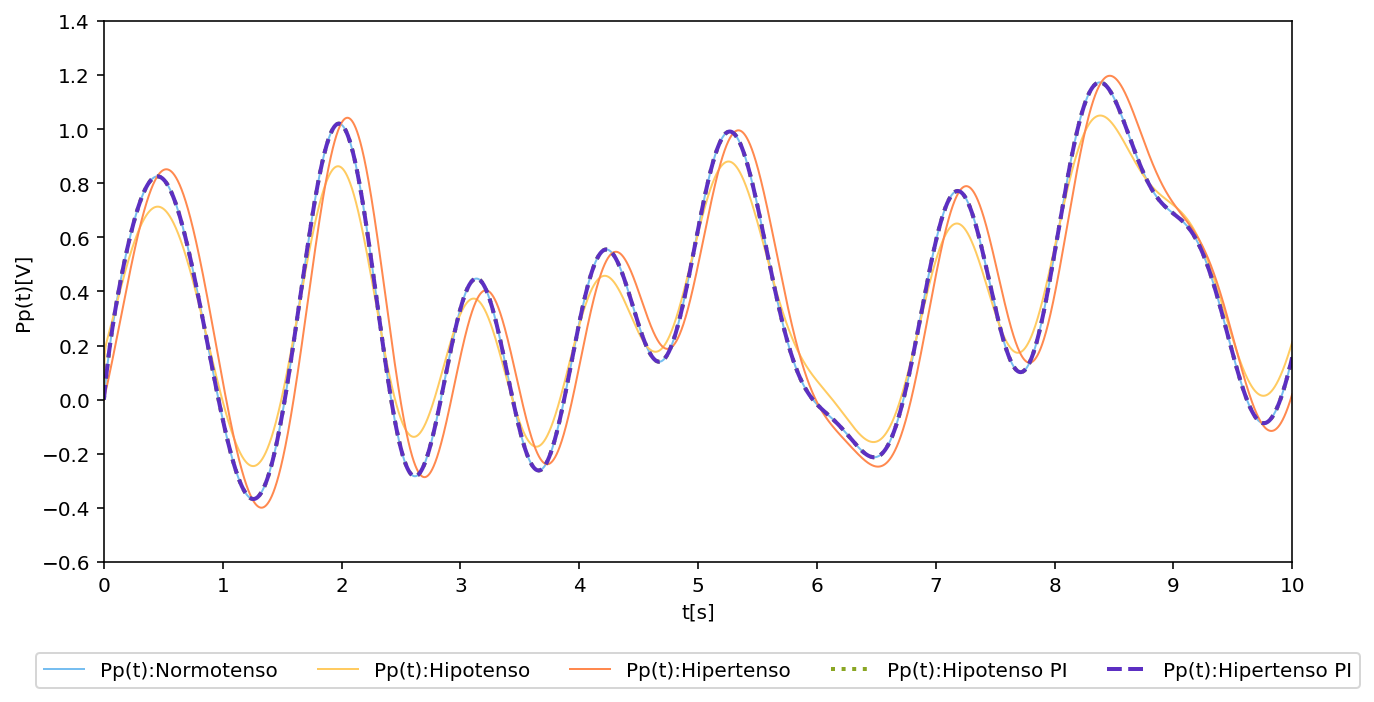 1.4
1.2
1.0
0.8
0.6
0.4
0.2
0.0
−0.2
−0.4
−0.6
Pp(t)[V]
0 1 2 3 4 5 6 7 8 9 10
t[s]
Pp(t):Normotenso Pp(t):Hipotenso Pp(t):Hipertenso Pp(t):Hipotenso PI Pp(t):Hipertenso PI